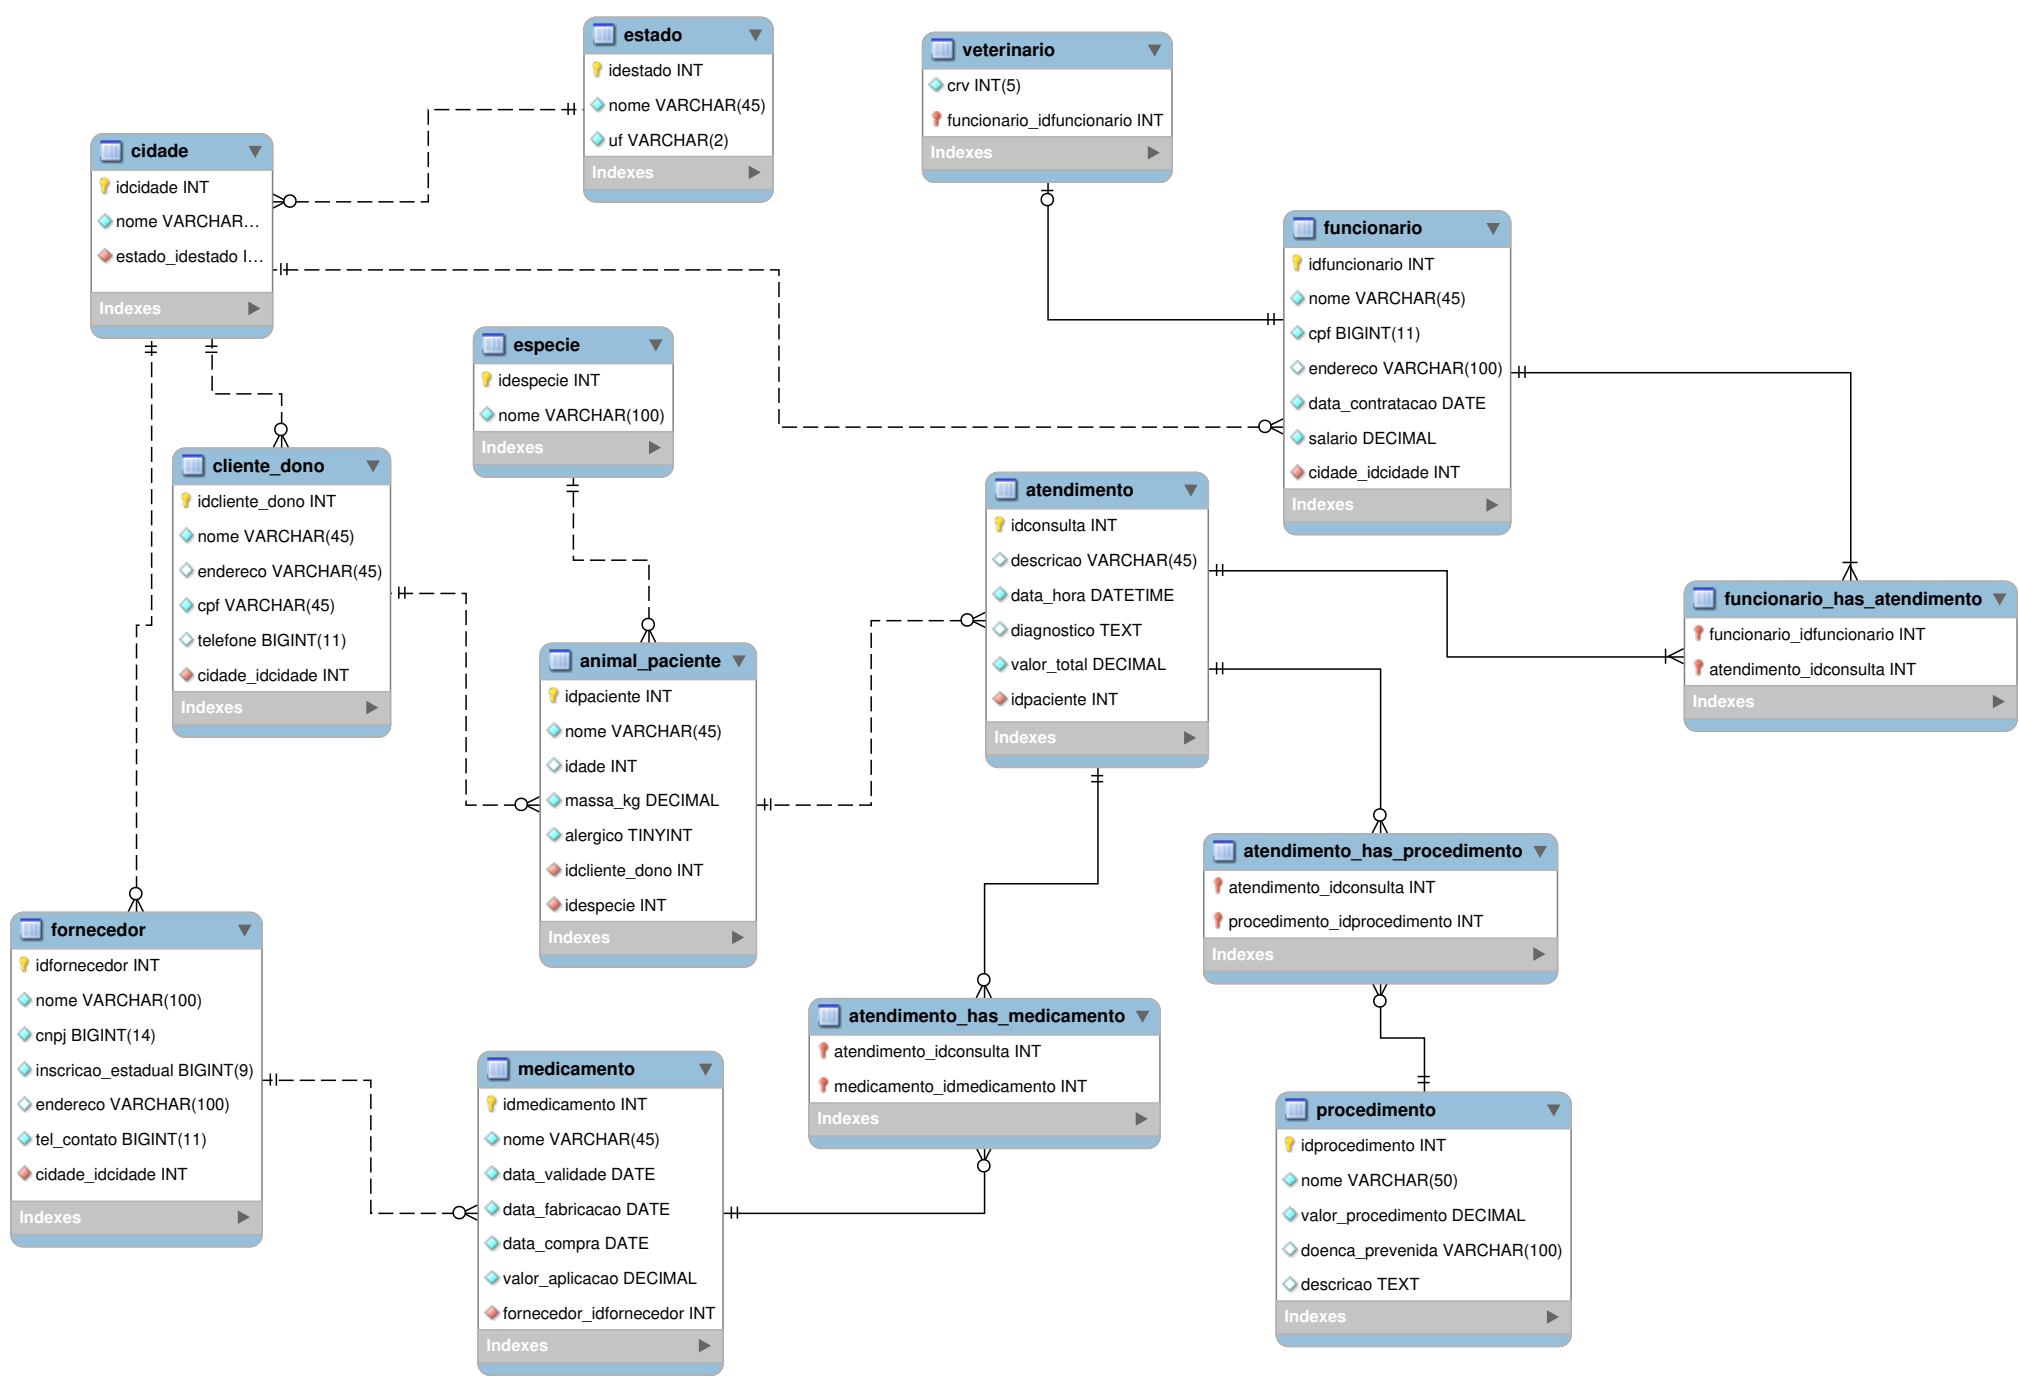 estado
idestado INT
nome VARCHAR(45)
uf VARCHAR(2)
Indexes
veterinario
crv INT(5)
funcionario_idfuncionario INT
Indexes
cidade
idcidade INT
nome VARCHAR...
estado_idestado I...
Indexes
funcionario
idfuncionario INT
nome VARCHAR(45)
cpf BIGINT(11)
endereco VARCHAR(100)
data_contratacao DATE
salario DECIMAL
cidade_idcidade INT
Indexes
especie
idespecie INT
nome VARCHAR(100)
Indexes
cliente_dono
idcliente_dono INT
nome VARCHAR(45)
endereco VARCHAR(45)
cpf VARCHAR(45)
telefone BIGINT(11)
cidade_idcidade INT
Indexes
atendimento
idconsulta INT
descricao VARCHAR(45)
data_hora DATETIME
diagnostico TEXT
valor_total DECIMAL
idpaciente INT
Indexes
funcionario_has_atendimento
funcionario_idfuncionario INT
atendimento_idconsulta INT
Indexes
animal_paciente
idpaciente INT
nome VARCHAR(45)
idade INT
massa_kg DECIMAL
alergico TINYINT
idcliente_dono INT
idespecie INT
Indexes
atendimento_has_procedimento
atendimento_idconsulta INT
procedimento_idprocedimento INT
Indexes
fornecedor
idfornecedor INT
nome VARCHAR(100)
cnpj BIGINT(14)
inscricao_estadual BIGINT(9)
endereco VARCHAR(100)
tel_contato BIGINT(11)
cidade_idcidade INT
Indexes
atendimento_has_medicamento
atendimento_idconsulta INT
medicamento_idmedicamento INT
Indexes
medicamento
idmedicamento INT
nome VARCHAR(45)
data_validade DATE
data_fabricacao DATE
data_compra DATE
valor_aplicacao DECIMAL
fornecedor_idfornecedor INT
Indexes
procedimento
idprocedimento INT
nome VARCHAR(50)
valor_procedimento DECIMAL
doenca_prevenida VARCHAR(100)
descricao TEXT
Indexes